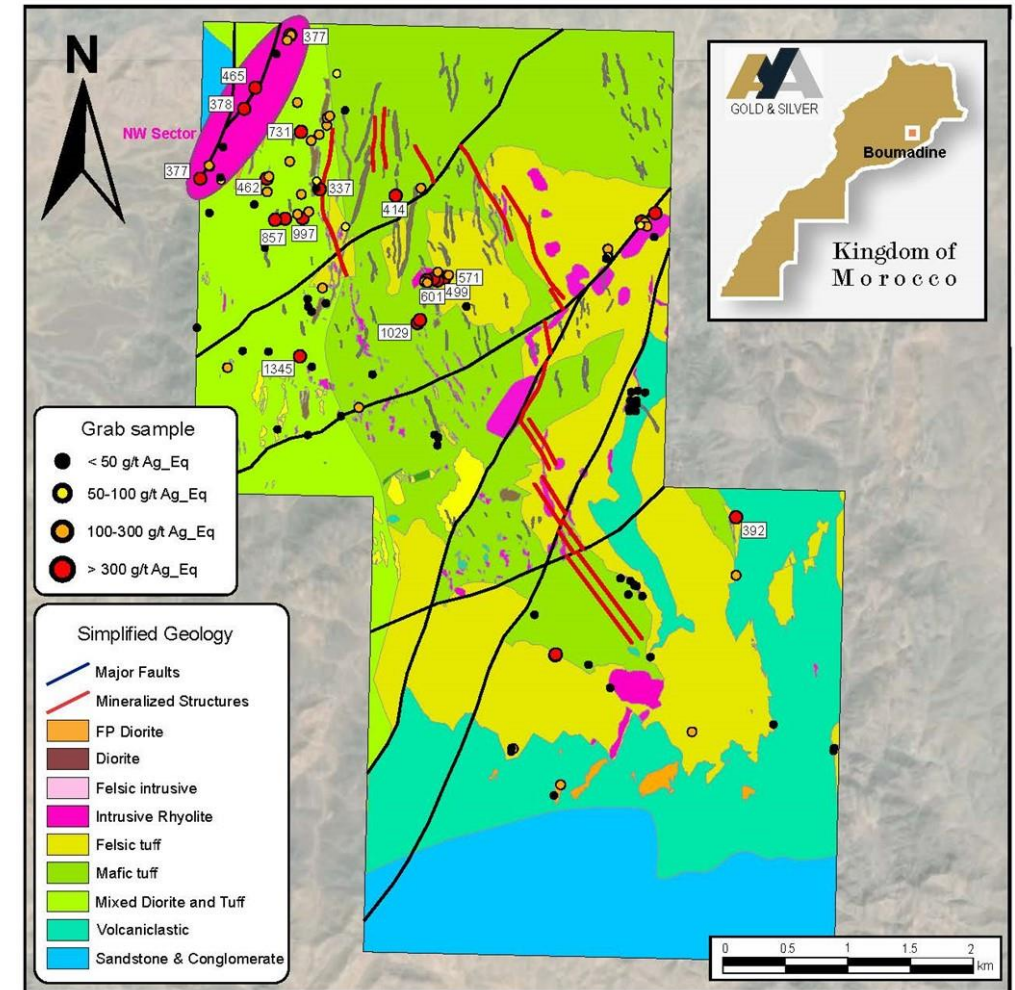 N
377
465
378
NW Sector
731
377
462
337
414
857
997
571
499
601
1029
1345
392
AYA
GOLD & SILVER
Boumadine
Kingdom of
Morocco
Grab sample
< 50 g/t Ag_Eq
50-100 g/t Ag_Eq
100-300 g/t Ag_Eq
> 300 g/t Ag_Eq
Simplified Geology
Major Faults
Mineralized Structures
FP Diorite
Diorite
Felsic intrusive
Intrusive Rhyolite
Felsic tuff
Mafic tuff
Mixed Diorite and Tuff
Volcaniclastic
Sandstone & Conglomerate
0 0.5 1 1.5 2
km